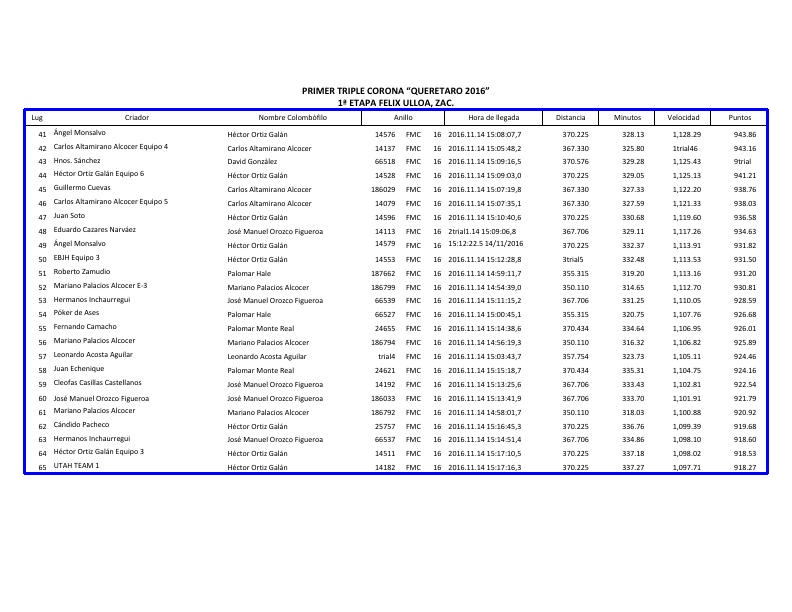 PRIMER TRIPLE CORONA “QUERETARO 2016”
1ª ETAPA FELIX ULLOA, ZAC.
Lug Criador Nombre Colombófilo Anillo Hora de llegada Distancia Minutos Velocidad Puntos
41 Ángel Monsalvo Héctor Ortiz Galán 14576 FMC 16 2016.11.14 15:08:07,7 370.225 328.13 1,128.29 943.86
42 Carlos Altamirano Alcocer Equipo 4 Carlos Altamirano Alcocer 14137 FMC 16 2016.11.14 15:05:48,2 367.330 325.80 1trial46 943.16
43 Hnos. Sánchez David González 66518 FMC 16 2016.11.14 15:09:16,5 370.576 329.28 1,125.43 9trial
44 Héctor Ortiz Galán Equipo 6 Héctor Ortiz Galán 14528 FMC 16 2016.11.14 15:09:03,0 370.225 329.05 1,125.13 941.21
45 Guillermo Cuevas Carlos Altamirano Alcocer 186029 FMC 16 2016.11.14 15:07:19,8 367.330 327.33 1,122.20 938.76
46 Carlos Altamirano Alcocer Equipo 5 Carlos Altamirano Alcocer 14079 FMC 16 2016.11.14 15:07:35,1 367.330 327.59 1,121.33 938.03
47 Juan Soto Héctor Ortiz Galán 14596 FMC 16 2016.11.14 15:10:40,6 370.225 330.68 1,119.60 936.58
48 Eduardo Cazares Narváez José Manuel Orozco Figueroa 14113 FMC 16 2trial1.14 15:09:06,8 367.706 329.11 1,117.26 934.63
49 Ángel Monsalvo Héctor Ortiz Galán 14579 FMC 16 15:12:22.5 14/11/2016 370.225 332.37 1,113.91 931.82
50 EBJH Equipo 3 Héctor Ortiz Galán 14553 FMC 16 2016.11.14 15:12:28,8 3trial5 332.48 1,113.53 931.50
51 Roberto Zamudio Palomar Hale 187662 FMC 16 2016.11.14 14:59:11,7 355.315 319.20 1,113.16 931.20
52 Mariano Palacios Alcocer E-3 Mariano Palacios Alcocer 186799 FMC 16 2016.11.14 14:54:39,0 350.110 314.65 1,112.70 930.81
53 Hermanos Inchaurregui José Manuel Orozco Figueroa 66539 FMC 16 2016.11.14 15:11:15,2 367.706 331.25 1,110.05 928.59
54 Póker de Ases Palomar Hale 66527 FMC 16 2016.11.14 15:00:45,1 355.315 320.75 1,107.76 926.68
55 Fernando Camacho Palomar Monte Real 24655 FMC 16 2016.11.14 15:14:38,6 370.434 334.64 1,106.95 926.01
56 Mariano Palacios Alcocer Mariano Palacios Alcocer 186794 FMC 16 2016.11.14 14:56:19,3 350.110 316.32 1,106.82 925.89
57 Leonardo Acosta Aguilar Leonardo Acosta Aguilar trial4 FMC 16 2016.11.14 15:03:43,7 357.754 323.73 1,105.11 924.46
58 Juan Echenique Palomar Monte Real 24621 FMC 16 2016.11.14 15:15:18,7 370.434 335.31 1,104.75 924.16
59 Cleofas Casillas Castellanos José Manuel Orozco Figueroa 14192 FMC 16 2016.11.14 15:13:25,6 367.706 333.43 1,102.81 922.54
60 José Manuel Orozco Figueroa José Manuel Orozco Figueroa 186033 FMC 16 2016.11.14 15:13:41,9 367.706 333.70 1,101.91 921.79
61 Mariano Palacios Alcocer Mariano Palacios Alcocer 186792 FMC 16 2016.11.14 14:58:01,7 350.110 318.03 1,100.88 920.92
62 Cándido Pacheco Héctor Ortiz Galán 25757 FMC 16 2016.11.14 15:16:45,3 370.225 336.76 1,099.39 919.68
63 Hermanos Inchaurregui José Manuel Orozco Figueroa 66537 FMC 16 2016.11.14 15:14:51,4 367.706 334.86 1,098.10 918.60
64 Héctor Ortiz Galán Equipo 3 Héctor Ortiz Galán 14511 FMC 16 2016.11.14 15:17:10,5 370.225 337.18 1,098.02 918.53
65 UTAH TEAM 1 Héctor Ortiz Galán 14182 FMC 16 2016.11.14 15:17:16,3 370.225 337.27 1,097.71 918.27